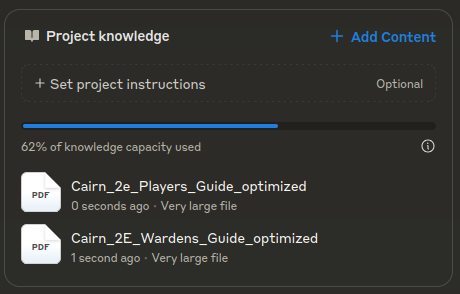 Project knowledge
+ Add Content
+ Set project instructions
Optional
62% of knowledge capacity used
PDF
Cairn_2e_Players_Guide_optimized
0 seconds ago · Very large file
PDF
Cairn_2E_Wardens_Guide_optimized
1 second ago · Very large file